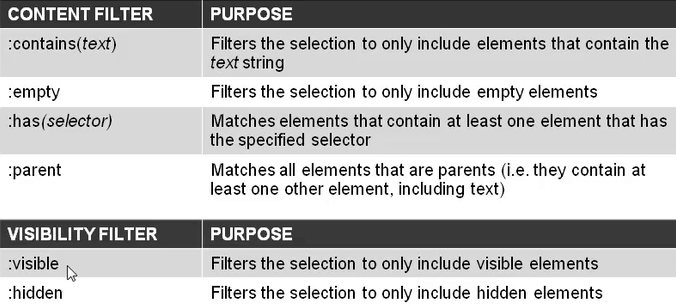 CONTENT FILTER PURPOSE
:contains(text) Filters the selection to only include elements that contain the
text string
:empty Filters the selection to only include empty elements
:has(selector) Matches elements that contain at least one element that has
the specified selector
:parent Matches all elements that are parents (i.e. they contain at
least one other element, including text)
VISIBILITY FILTER PURPOSE
:visible Filters the selection to only include visible elements
:hidden Filters the selection to only include hidden elements